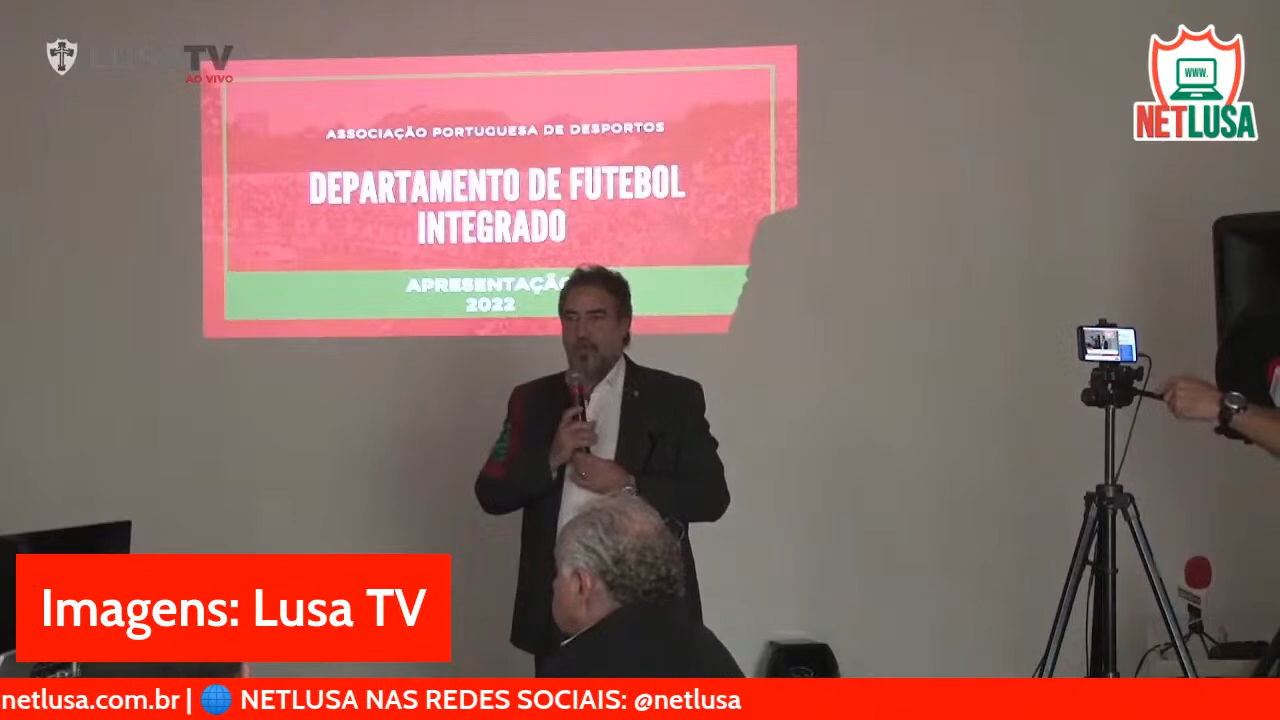 LUSA TV
AO VIVO
WWW.
NETLUSA
ASSOCIAÇÃO PORTUGUESA DE DESPORTOS
DEPARTAMENTO DE FUTEBOL
INTEGRADO
APRESENTAÇÃO
2022
Imagens: Lusa TV
netlusa.com.br | 🌐 NETLUSA NAS REDES SOCIAIS: @netlusa